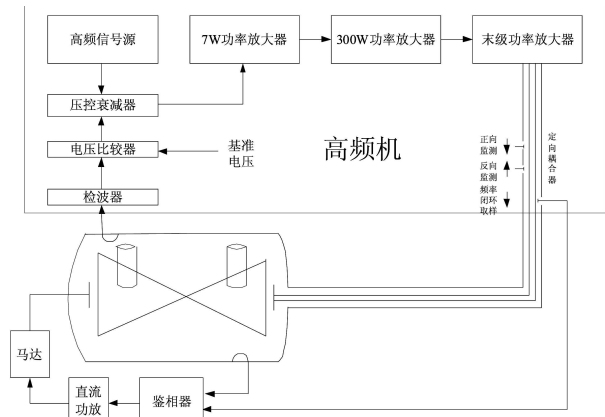 高频信号源
7W功率放大器
300W功率放大器
末级功率放大器
压控衰减器
电压比较器
基准
电压
检波器
高频机
正向
监测
反向
监测
频率
闭环
取样
定
向
耦
合
器
马达
直流
功放
鉴相器